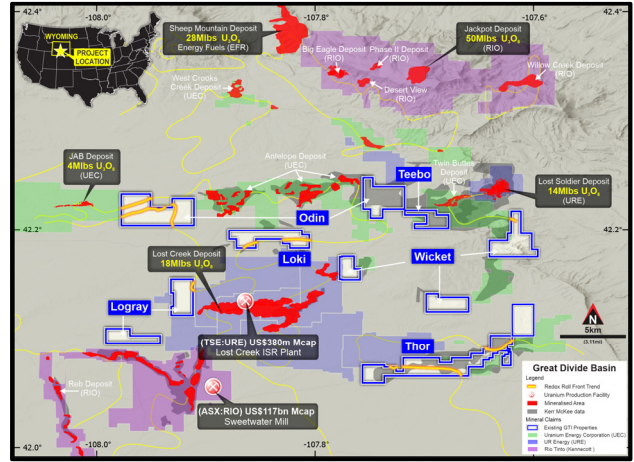 -108.0°
-107.8°
-107.6°
42.4°
42.4°
WYOMING
PROJECT
LOCATION
Sheep Mountain Deposit
28Mlbs U₃O₈
Energy Fuels (EFR)
Big Eagle Deposit
(RIO)
Phase II Deposit
(RIO)
Jackpot Deposit
50Mlbs U₃O₈
(RIO)
Desert View
(RIO)
Willow Creek Deposit
(RIO)
West Crooks
Creek Deposit
(UEC)
JAB Deposit
4Mlbs U₃O₈
(UEC)
Antelope Deposit
(UEC)
Teebo
Twin Buttes
Deposit
(UEC)
Lost Soldier Deposit
14Mlbs U₃O₈
(URE)
Odin
42.2°
42.2°
Lost Creek Deposit
18Mlbs U₃O₈
Loki
Wicket
Logray
(TSE:URE) US$380m Mcap
Lost Creek ISR Plant
Thor
N
5km
(3.11mi)
Reb Deposit
(RIO)
(ASX:RIO) US$117bn Mcap
Sweetwater Mill
Great Divide Basin
Legend
Redox Roll Front Trend
Uranium Production Facility
Mineralised Area
Kerr McKee data
Mineral Claims
Existing GTI Properties
Uranium Energy Corporation (UEC)
UR Energy (URE)
Rio Tinto (Kennecott)
42.0°
42.0°
-108.0°
-107.8°
-107.6°